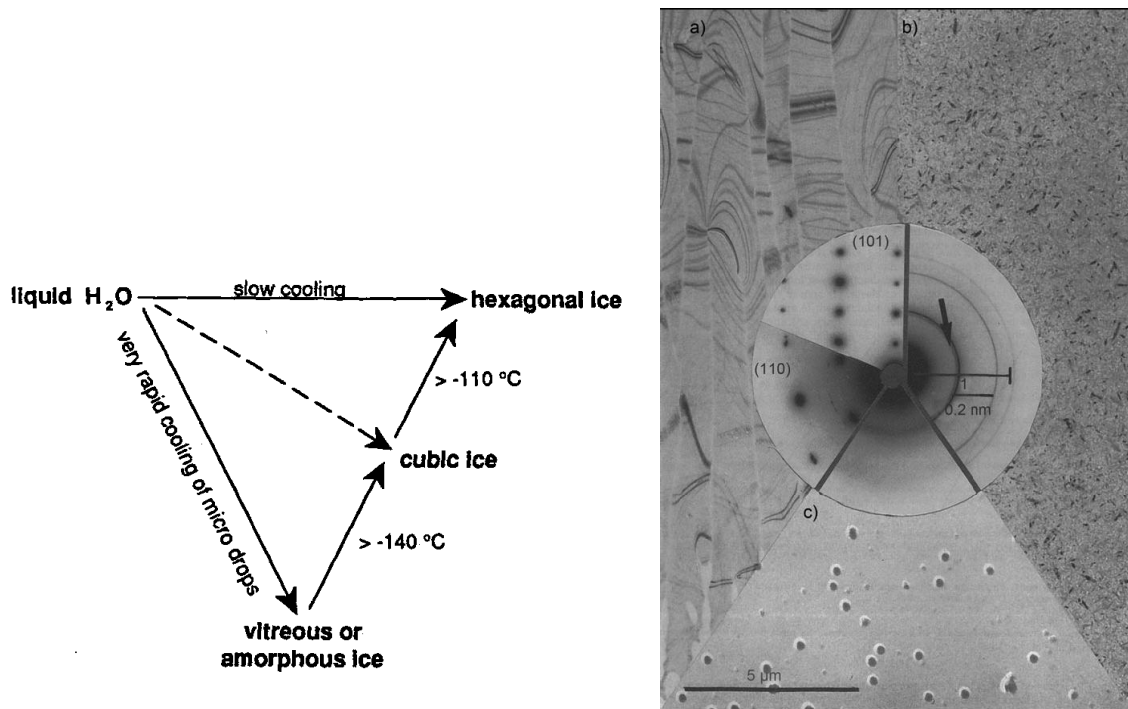 liquid H₂O
slow cooling
hexagonal ice
very rapid cooling of micro drops
> -110 °C
cubic ice
> -140 °C
vitreous or
amorphous ice
a)
b)
(101)
(110)
1
0.2 nm
c)
5 µm